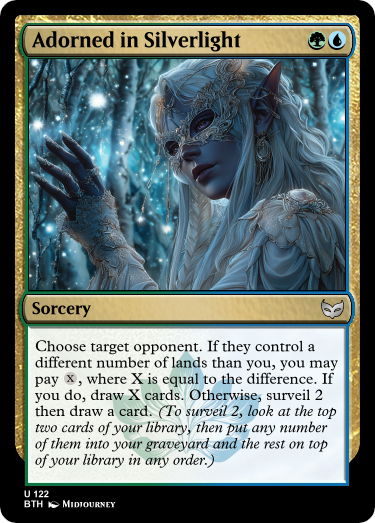 Adorned in Silverlight
Sorcery
Choose target opponent. If they control a
different number of lands than you, you may
pay X, where X is equal to the difference. If
you do, draw X cards. Otherwise, surveil 2
then draw a card. (To surveil 2, look at the top
two cards of your library, then put any number
of them into your graveyard and the rest on top
of your library in any order.)
U 122
BTH Midjourney